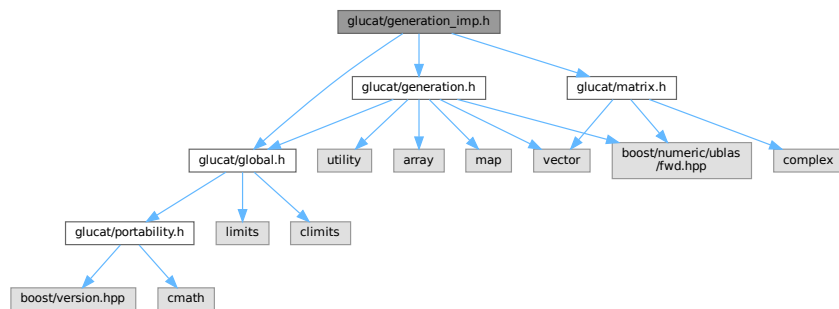 glucat/generation_imp.h
glucat/generation.h
glucat/matrix.h
glucat/global.h
utility
array
map
vector
boost/numeric/ublas
/fwd.hpp
complex
glucat/portability.h
limits
climits
boost/version.hpp
cmath